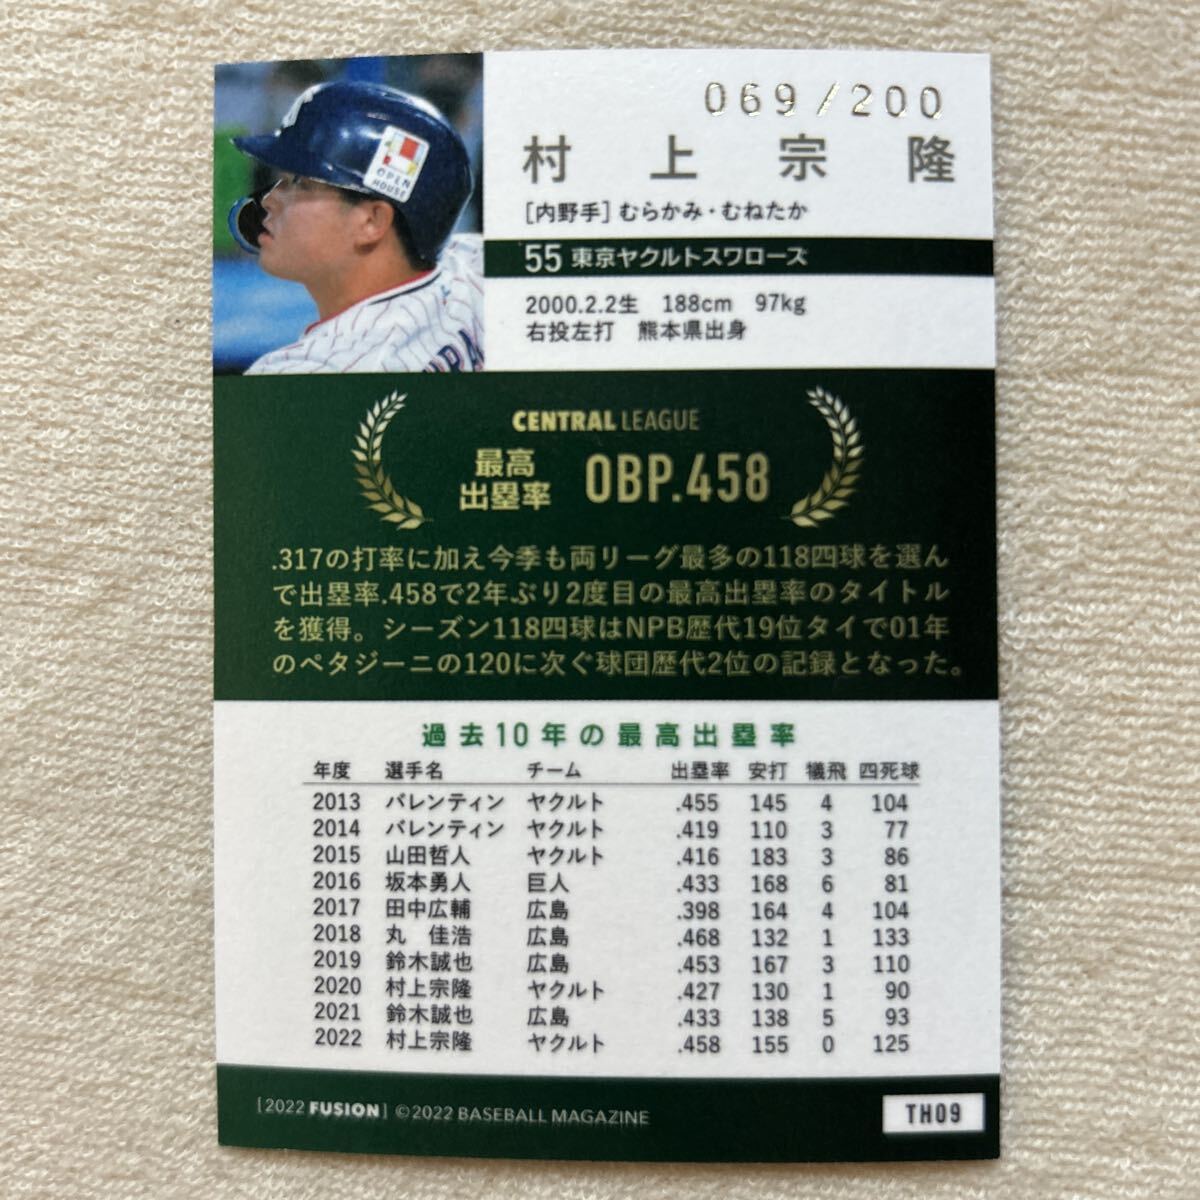 OPEN
HOUSE
069/200
村上宗隆
[内野手] むらかみ・むねたか
55 東京ヤクルトスワローズ
2000.2.2生 188cm 97kg
右投左打 熊本県出身
CENTRAL LEAGUE
最高
出塁率 OBP.458
.317の打率に加え今季も両リーグ最多の118四球を選ん
で出塁率.458で2年ぶり2度目の最高出塁率のタイトル
を獲得。シーズン118四球はNPB歴代19位タイで01年
のペタジーニの120に次ぐ球団歴代2位の記録となった。
過去10年の最高出塁率
年度 選手名 チーム 出塁率 安打 犠飛 四死球
2013 バレンティン ヤクルト .455 145 4 104
2014 バレンティン ヤクルト .419 110 3 77
2015 山田哲人 ヤクルト .416 183 3 86
2016 坂本勇人 巨人 .433 168 6 81
2017 田中広輔 広島 .398 164 4 104
2018 丸 佳浩 広島 .468 132 1 133
2019 鈴木誠也 広島 .453 167 3 110
2020 村上宗隆 ヤクルト .427 130 1 90
2021 鈴木誠也 広島 .433 138 5 93
2022 村上宗隆 ヤクルト .458 155 0 125
[2022 FUSION] ©2022 BASEBALL MAGAZINE
TH09